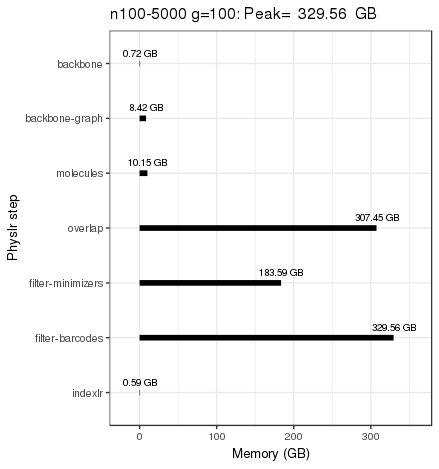 n100-5000 g=100: Peak= 329.56 GB
Physlr step
backbone
0.72 GB
backbone-graph
8.42 GB
molecules
10.15 GB
overlap
307.45 GB
filter-minimizers
183.59 GB
filter-barcodes
329.56 GB
indexlr
0.59 GB
0 100 200 300
Memory (GB)